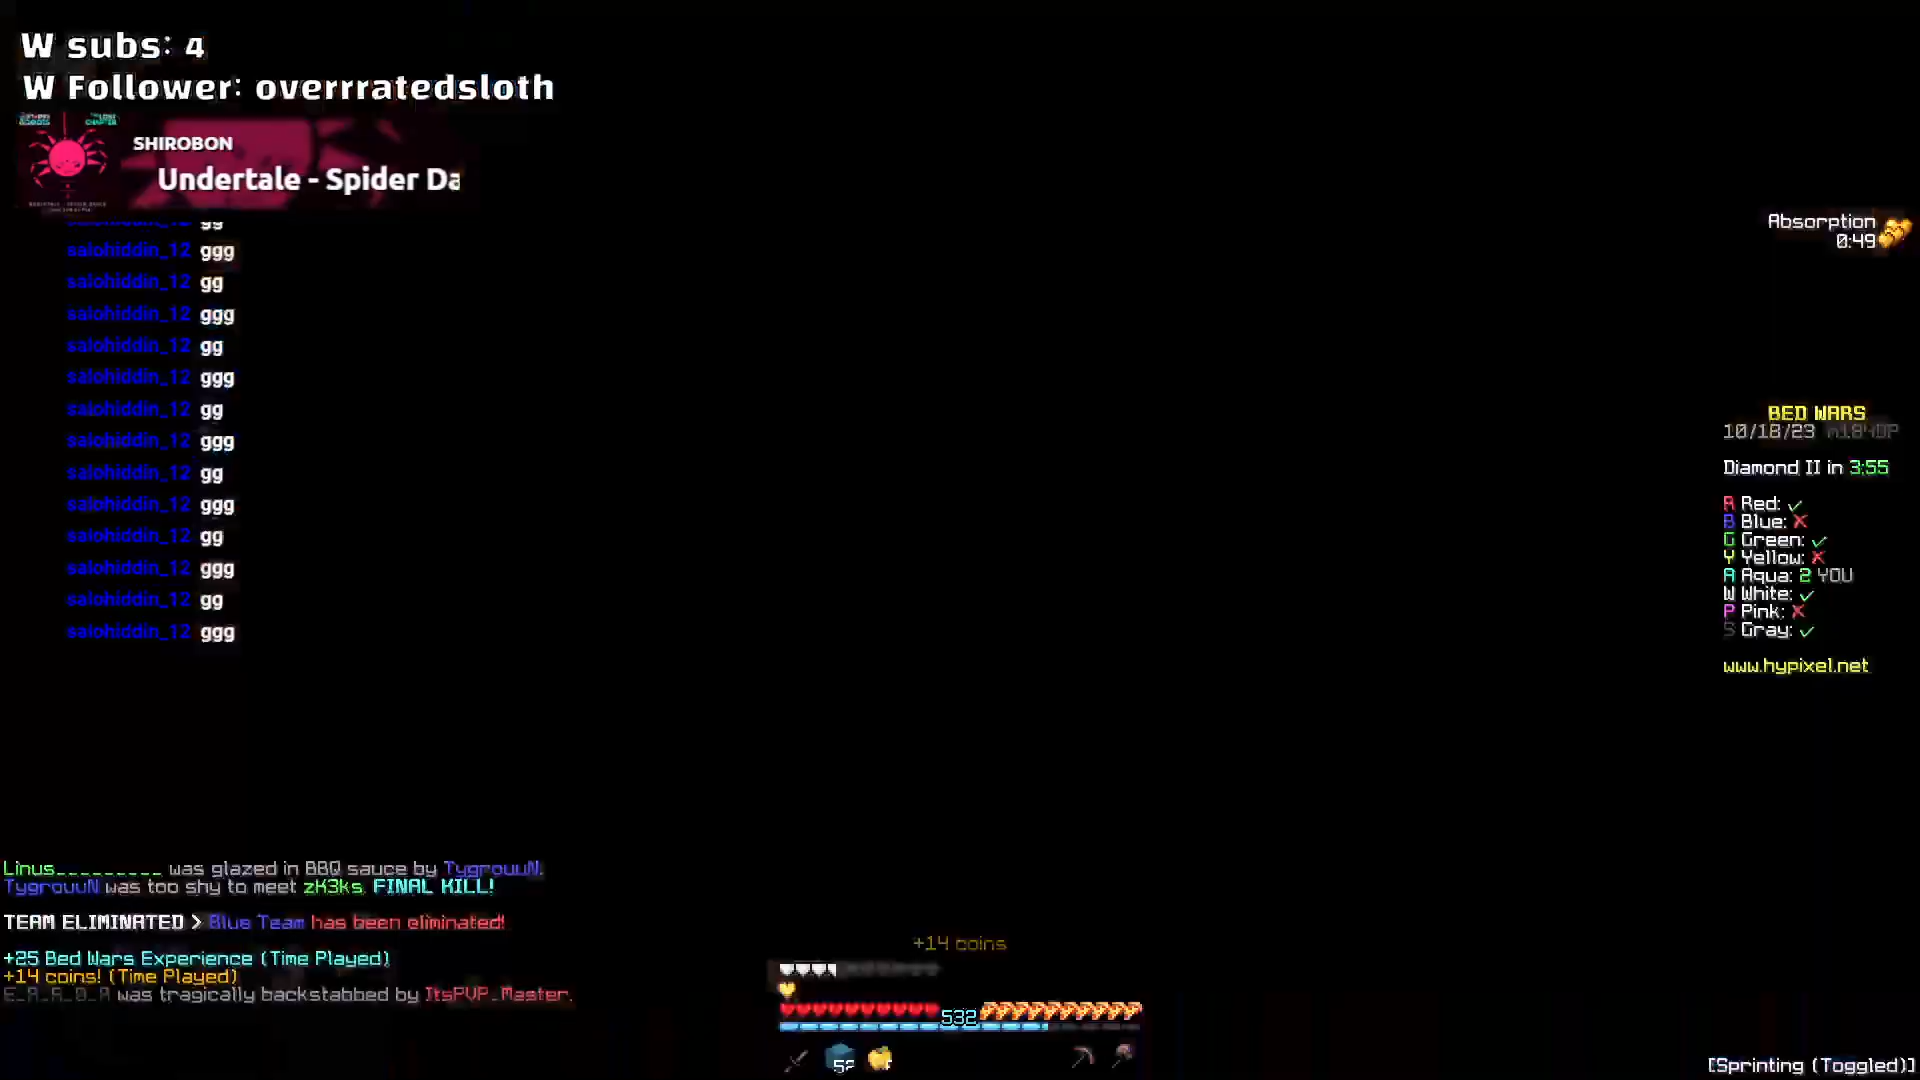 W subs: 4
W Follower: overrratedsloth
SHIROBON
Undertale - Spider Da
salohiddin_12 gg
salohiddin_12 ggg
salohiddin_12 gg
salohiddin_12 ggg
salohiddin_12 gg
salohiddin_12 ggg
salohiddin_12 gg
salohiddin_12 ggg
salohiddin_12 gg
salohiddin_12 ggg
salohiddin_12 gg
salohiddin_12 ggg
salohiddin_12 gg
salohiddin_12 ggg
Absorption
0:49
BED WARS
10/18/23
Diamond II in 3:55
R Red: ✓
B Blue: ✗
G Green: ✓
Y Yellow: ✗
A Aqua: 2 YOU
W White: ✓
P Pink: ✗
S Gray: ✓
www.hypixel.net
Linus_________ was glazed in BBQ sauce by TygrouuN.
TygrouuN was too shy to meet zK3ks. FINAL KILL!
TEAM ELIMINATED > Blue Team has been eliminated!
+25 Bed Wars Experience (Time Played)
+14 coins! (Time Played)
was tragically backstabbed by ItsPVP_Master.
+14 coins
532
52
[Sprinting (Toggled)]